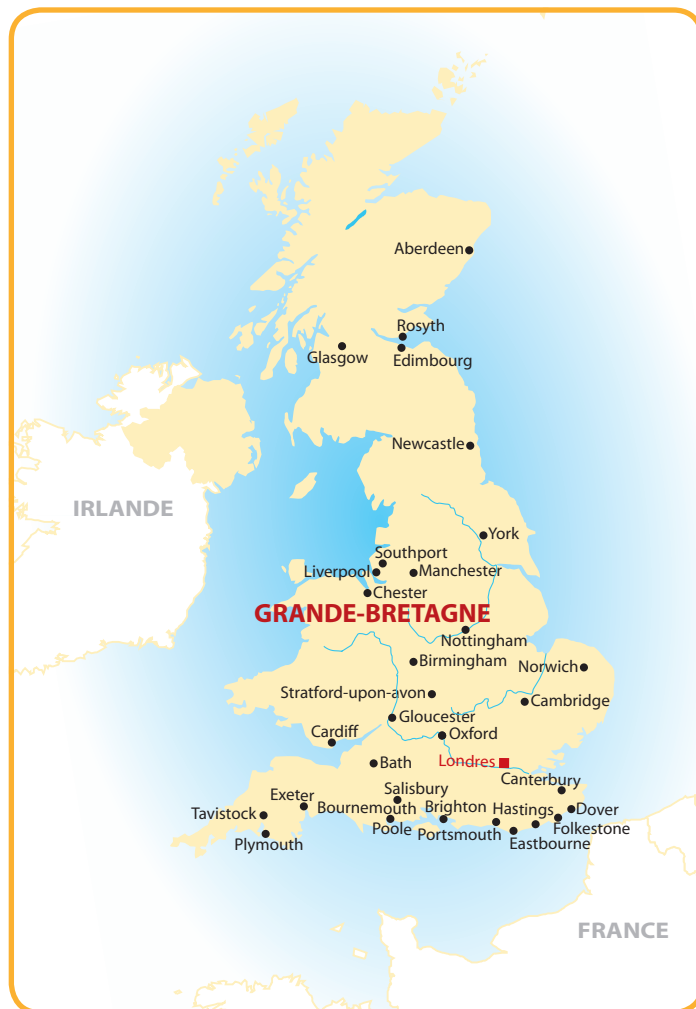 Aberdeen
Rosyth
Glasgow
Edimbourg
Newcastle
IRLANDE
York
Southport
Liverpool
Manchester
Chester
GRANDE-BRETAGNE
Nottingham
Birmingham
Norwich
Stratford-upon-avon
Cambridge
Gloucester
Cardiff
Oxford
Bath
Londres
Canterbury
Salisbury
Exeter
Bournemouth
Brighton
Hastings
Dover
Tavistock
Poole
Portsmouth
Folkestone
Plymouth
Eastbourne
FRANCE